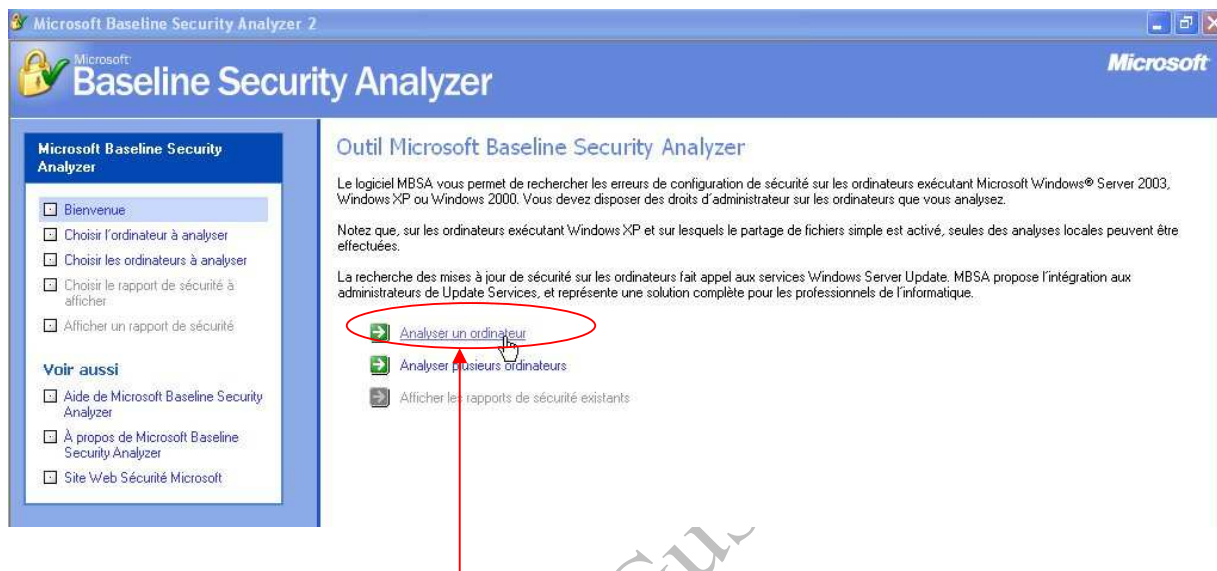 Microsoft Baseline Security Analyzer 2
Microsoft
Baseline Security Analyzer
Microsoft
Microsoft Baseline Security
Analyzer
Bienvenue
Choisir l'ordinateur à analyser
Choisir les ordinateurs à analyser
Choisir le rapport de sécurité à
afficher
Afficher un rapport de sécurité
Voir aussi
Aide de Microsoft Baseline Security
Analyzer
À propos de Microsoft Baseline
Security Analyzer
Site Web Sécurité Microsoft
Outil Microsoft Baseline Security Analyzer
Le logiciel MBSA vous permet de rechercher les erreurs de configuration de sécurité sur les ordinateurs exécutant Microsoft Windows® Server 2003,
Windows XP ou Windows 2000. Vous devez disposer des droits d'administrateur sur les ordinateurs que vous analysez.
Notez que, sur les ordinateurs exécutant Windows XP et sur lesquels le partage de fichiers simple est activé, seules des analyses locales peuvent être
effectuées.
La recherche des mises à jour de sécurité sur les ordinateurs fait appel aux services Windows Server Update. MBSA propose l'intégration aux
administrateurs de Update Services, et représente une solution complète pour les professionnels de l'informatique.
Analyser un ordinateur
Analyser plusieurs ordinateurs
Afficher les rapports de sécurité existants